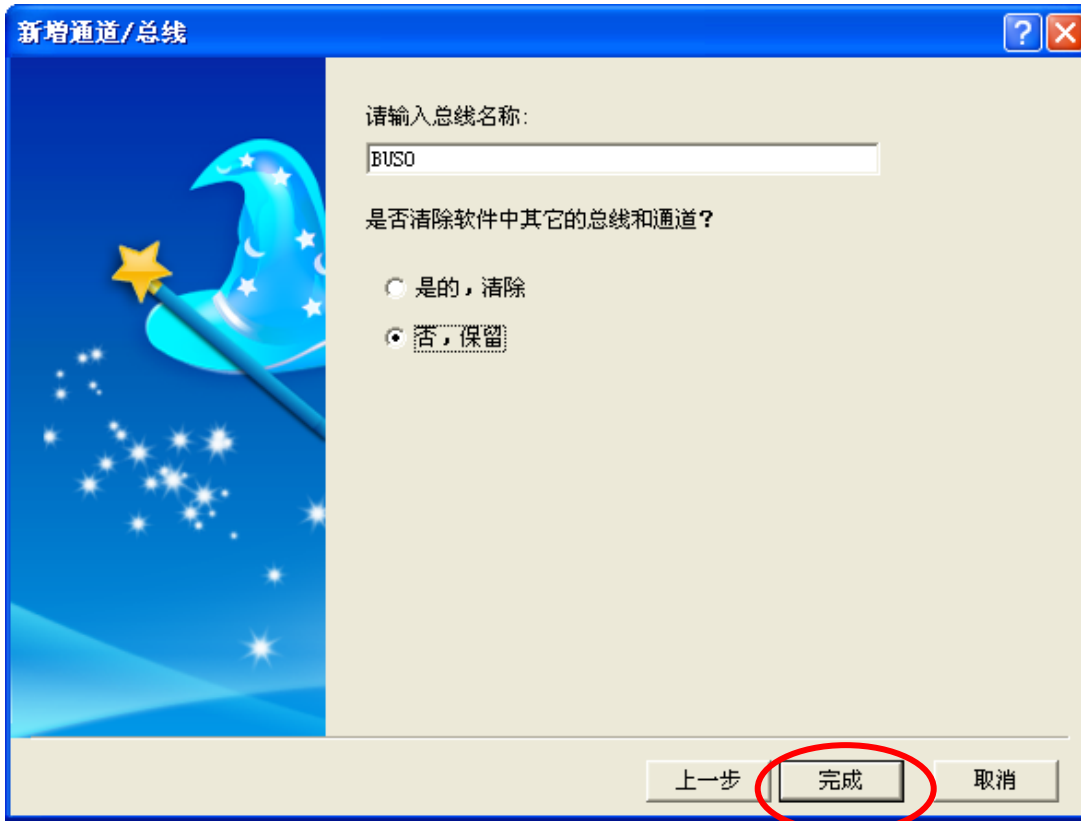 新增通道/总线
请输入总线名称:
BUS0
是否清除软件中其它的总线和通道?
是的，清除
否，保留
上一步 完成 取消